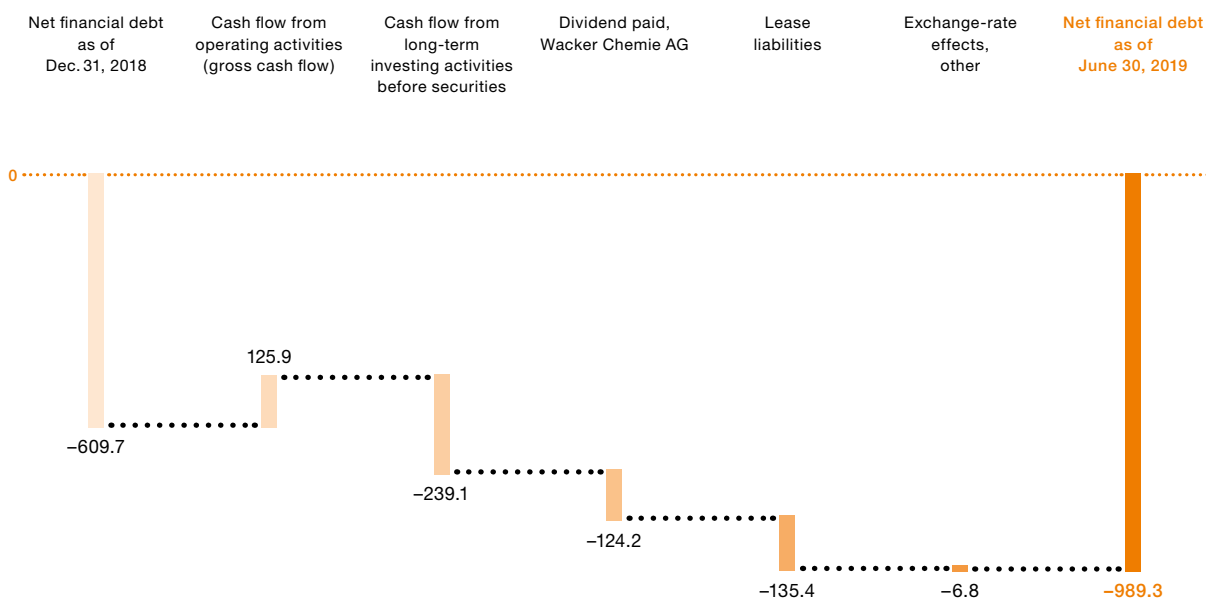 Net financial debt
as of
Dec. 31, 2018
Cash flow from
operating activities
(gross cash flow)
Cash flow from
long-term
investing activities
before securities
Dividend paid,
Wacker Chemie AG
Lease
liabilities
Exchange-rate
effects,
other
Net financial debt
as of
June 30, 2019
0
–609.7
125.9
–239.1
–124.2
–135.4
–6.8
–989.3